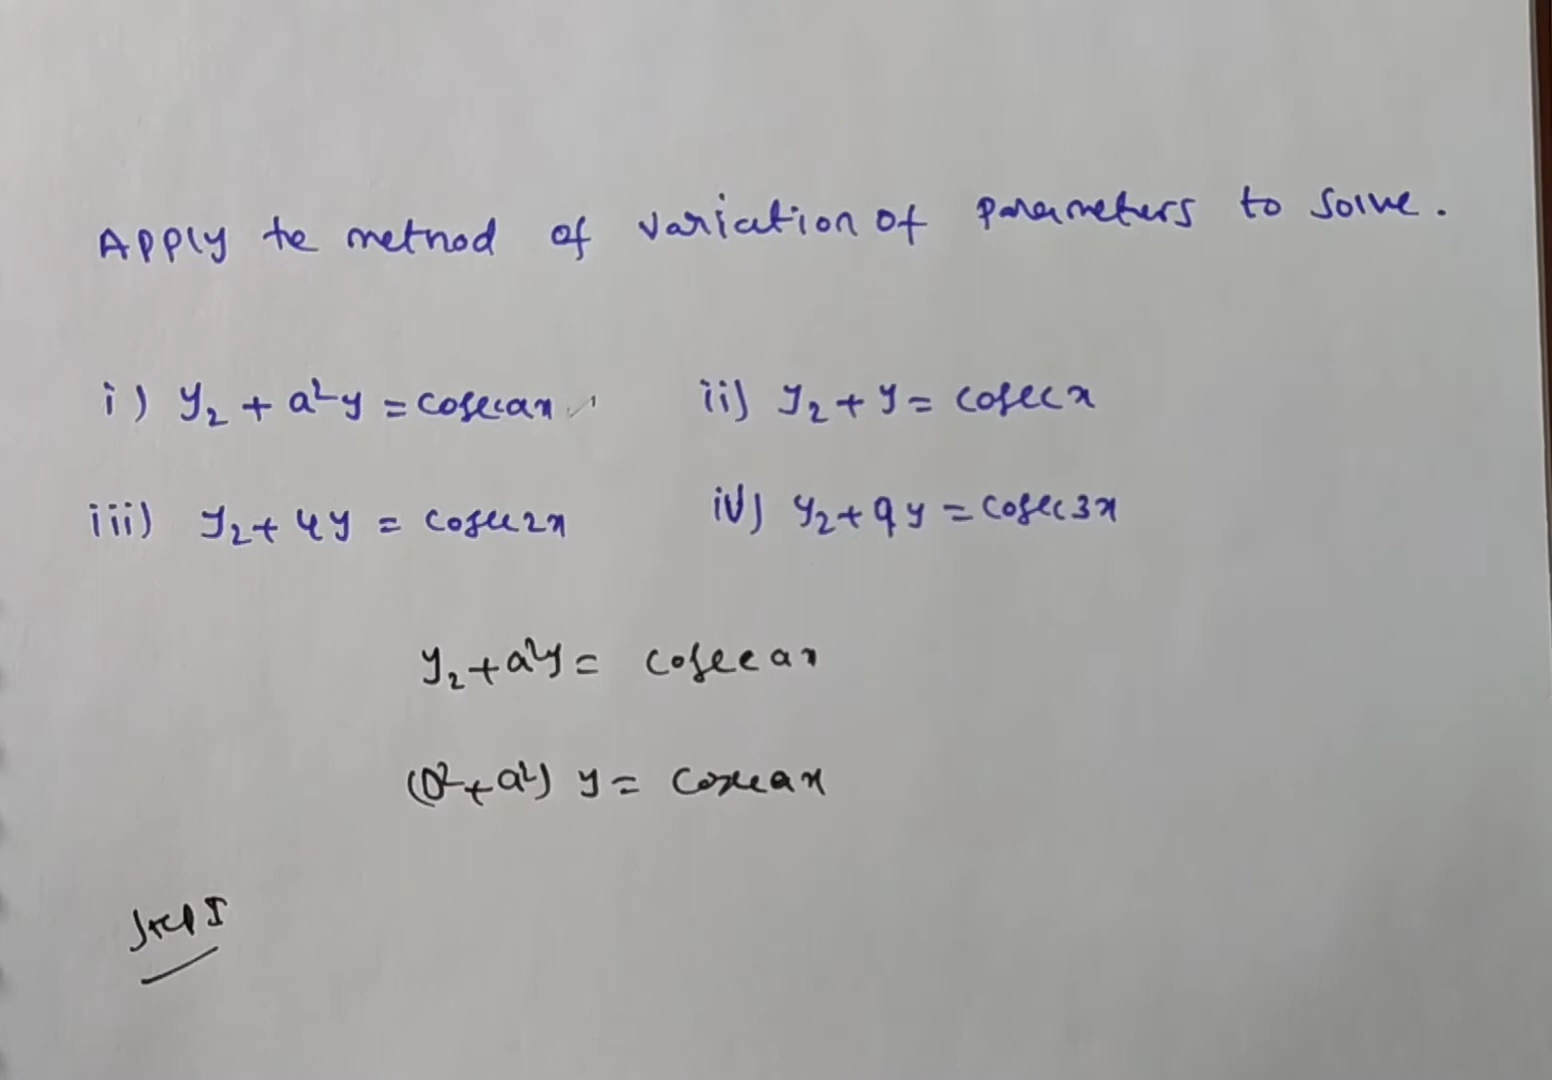 Apply te method of variation of parameters to solve.
i) y₂ + a²y = cosecax ii) y₂ + y = cosecx
iii) y₂ + 4y = cosec2x iv) y₂ + 9y = cosec3x
y₂ + a²y = cosecax
(D² + a²) y = cosecax
Step I